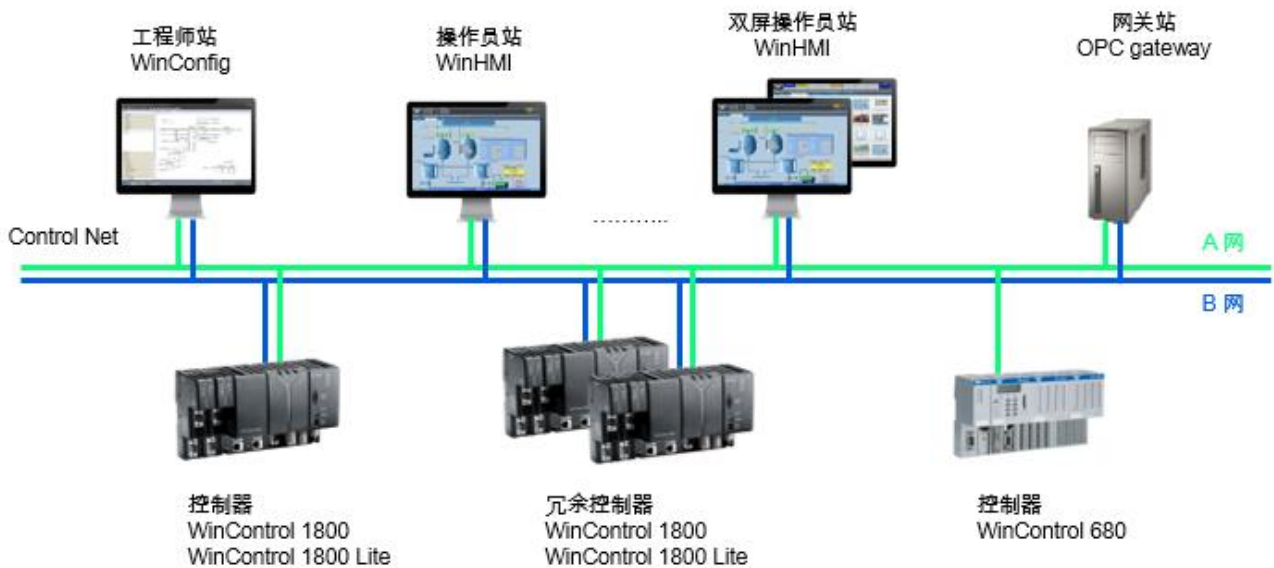 工程师站
WinConfig
操作员站
WinHMI
双屏操作员站
WinHMI
网关站
OPC gateway
..........
Control Net
A 网
B 网
控制器
WinControl 1800
WinControl 1800 Lite
冗余控制器
WinControl 1800
WinControl 1800 Lite
控制器
WinControl 680